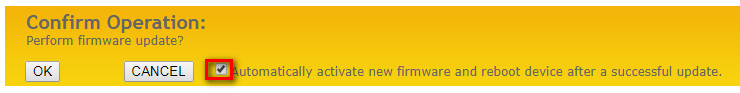 Confirm Operation:
Perform firmware update?
OK CANCEL Automatically activate new firmware and reboot device after a successful update.